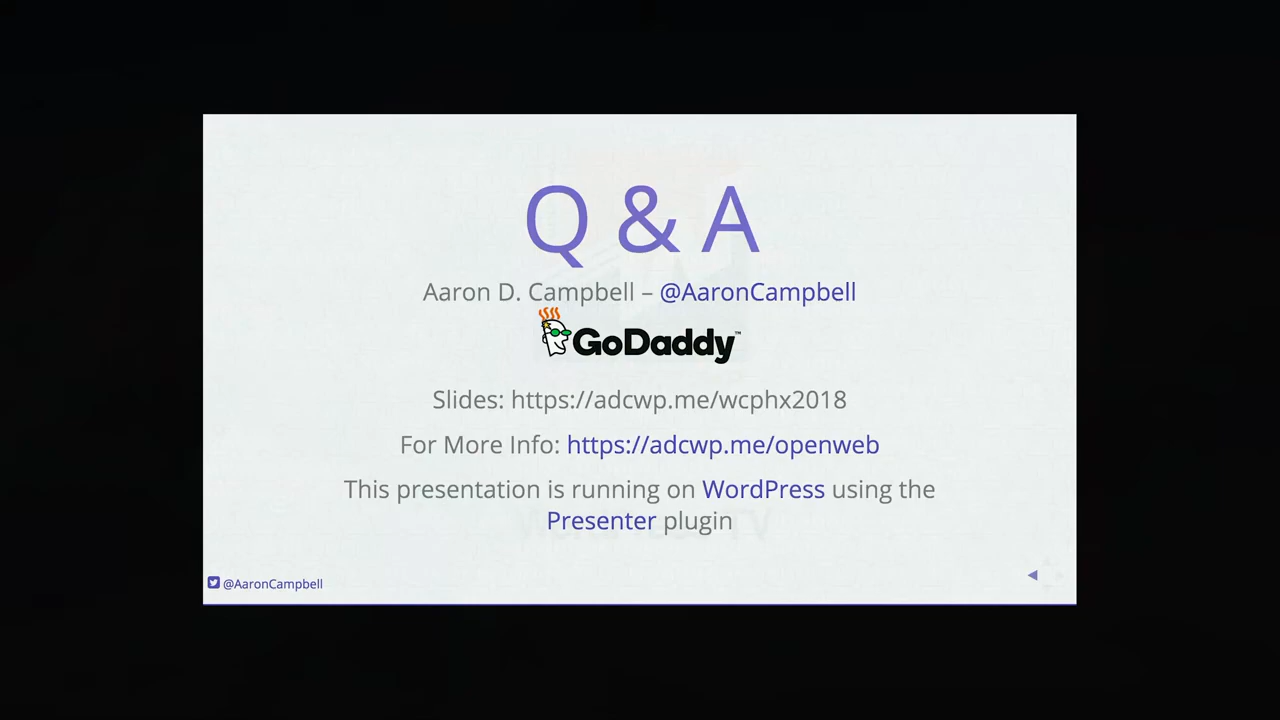 Q & A
Aaron D. Campbell – @AaronCampbell
GoDaddy™
Slides: https://adcwp.me/wcphx2018
For More Info: https://adcwp.me/openweb
This presentation is running on WordPress using the
Presenter plugin
@AaronCampbell